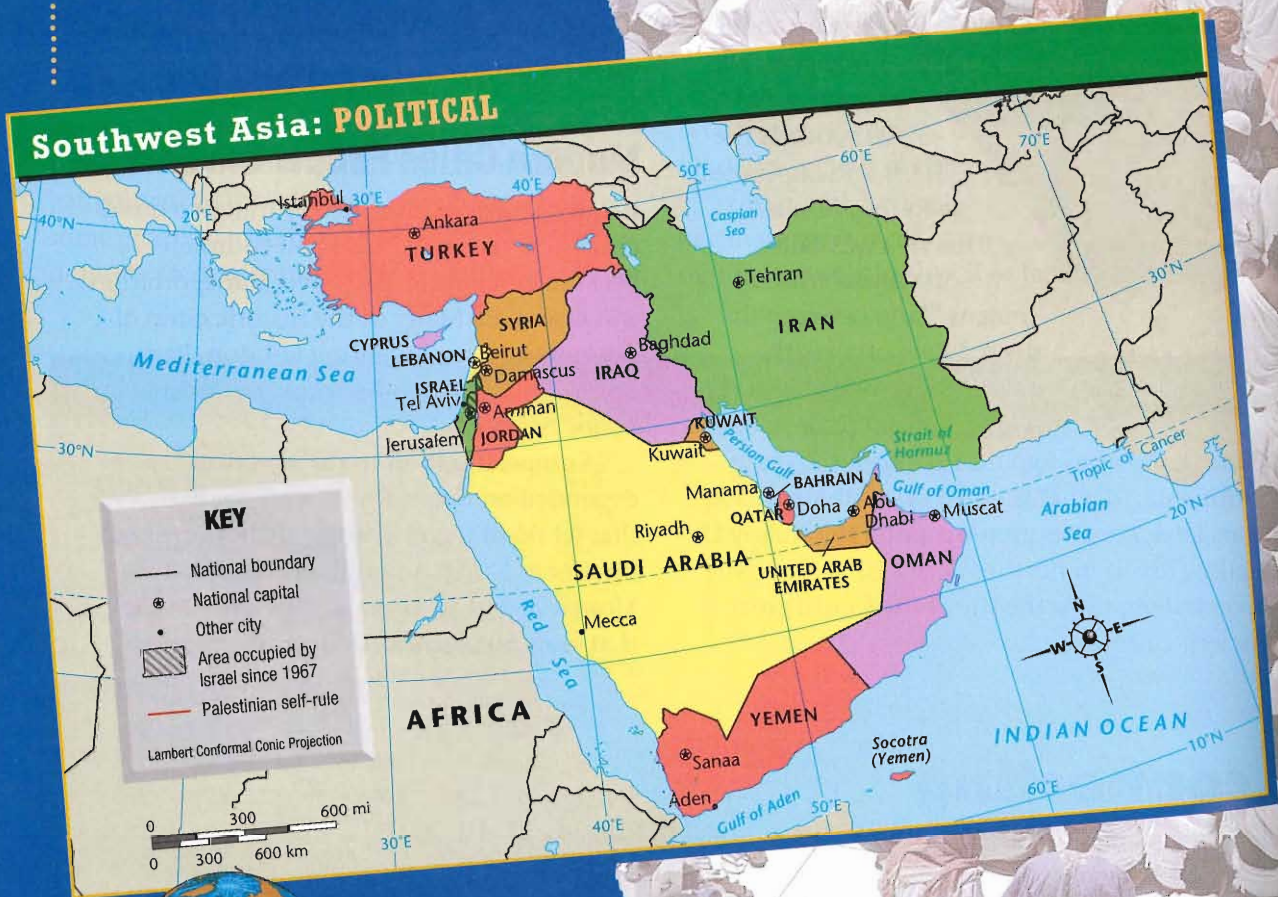 Southwest Asia: POLITICAL
40°N
20°E
Istanbul
30°E
40°E
50°E
60°E
70°E
Caspian
Sea
Ankara
TURKEY
Tehran
30°N
SYRIA
IRAN
CYPRUS
LEBANON
Beirut
Baghdad
Mediterranean Sea
Damascus
IRAQ
ISRAEL
Tel Aviv
Amman
KUWAIT
Jerusalem
JORDAN
Kuwait
Persion Gulf
Strait of
Hormuz
Tropic of Cancer
30°N
Manama
BAHRAIN
Gulf of Oman
QATAR
Doha
Abu
Dhabi
Muscat
Arabian
Sea
20°N
Riyadh
SAUDI ARABIA
UNITED ARAB
EMIRATES
OMAN
Mecca
Red
Sea
N
W
E
S
AFRICA
YEMEN
INDIAN OCEAN
Sanaa
Socotra
(Yemen)
10°N
Aden
Gulf of Aden
50°E
60°E
40°E
30°E
KEY
National boundary
National capital
Other city
Area occupied by
Israel since 1967
Palestinian self-rule
Lambert Conformal Conic Projection
0 300 600 mi
0 300 600 km